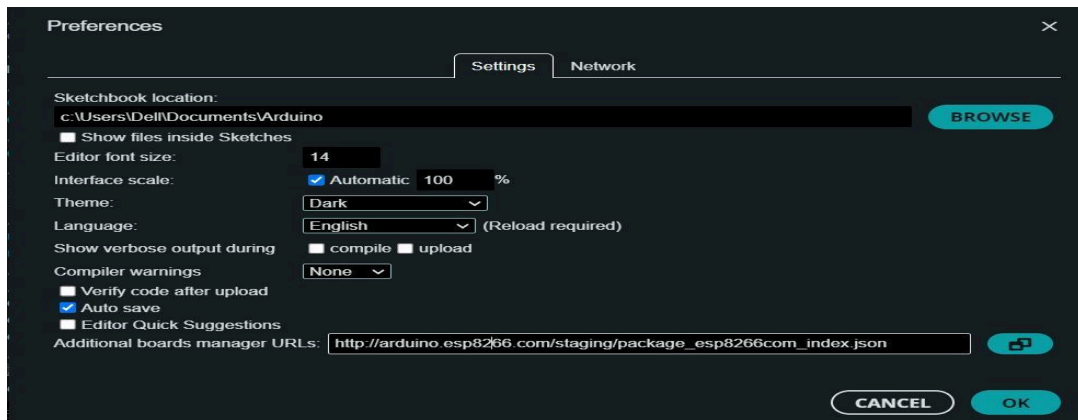 Preferences
Settings Network
Sketchbook location:
c:\Users\Dell\Documents\Arduino
BROWSE
Show files inside Sketches
Editor font size: 14
Interface scale: Automatic 100 %
Theme: Dark
Language: English (Reload required)
Show verbose output during compile upload
Compiler warnings None
Verify code after upload
Auto save
Editor Quick Suggestions
Additional boards manager URLs: http://arduino.esp8266.com/staging/package_esp8266com_index.json
CANCEL OK